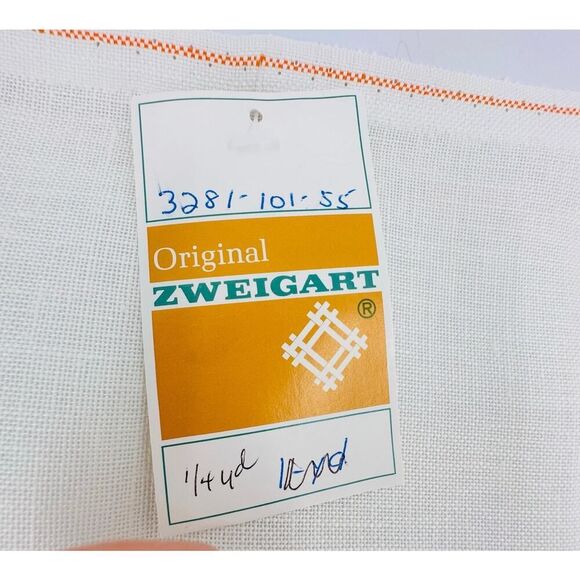 3281-101-55
Original
ZWEIGART
®
1/4 yd